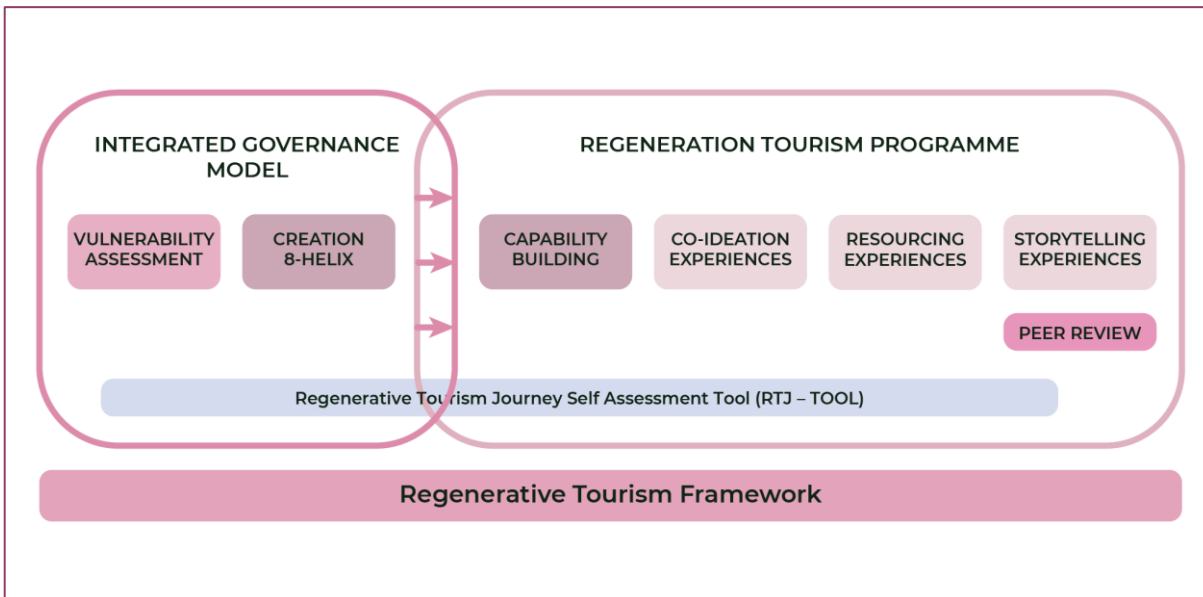 INTEGRATED GOVERNANCE
MODEL
VULNERABILITY
ASSESSMENT
CREATION
8-HELIX
REGENERATION TOURISM PROGRAMME
CAPABILITY
BUILDING
CO-IDEATION
EXPERIENCES
RESOURCING
EXPERIENCES
STORYTELLING
EXPERIENCES
PEER REVIEW
Regenerative Tourism Journey Self Assessment Tool (RTJ – TOOL)
Regenerative Tourism Framework